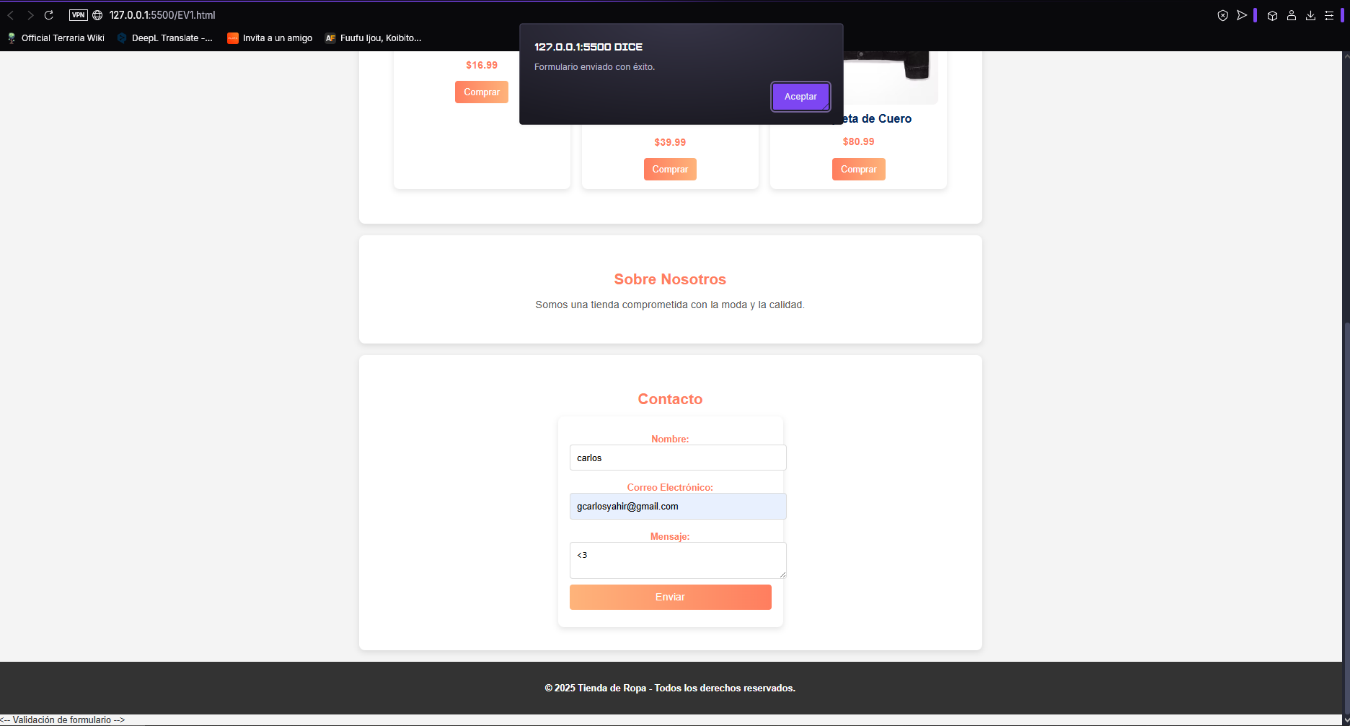 VPN 127.0.0.1:5500/EV1.html
Official Terraria Wiki DeepL Translate -... Invita a un amigo AF Fuufu Ijou, Koibito...
127.0.0.1:5500 DICE
Formulario enviado con éxito.
Aceptar
$16.99
Comprar
$39.99
Comprar
eta de Cuero
$80.99
Comprar
Sobre Nosotros
Somos una tienda comprometida con la moda y la calidad.
Contacto
Nombre:
carlos
Correo Electrónico:
gcarlosyahir@gmail.com
Mensaje:
<3
Enviar
© 2025 Tienda de Ropa - Todos los derechos reservados.
<-- Validación de formulario -->